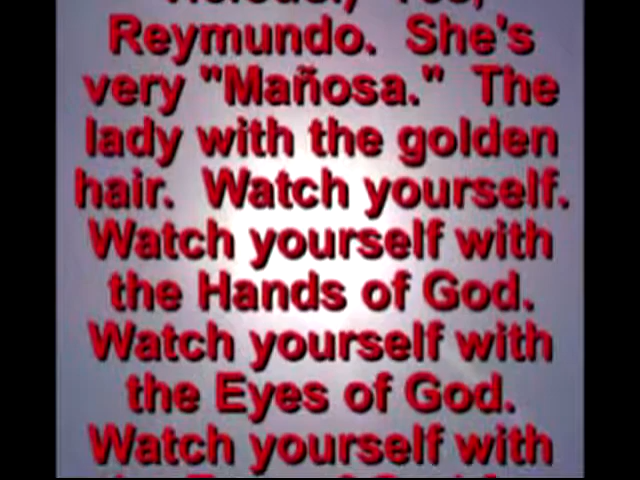 Reymundo. She's
very "Mañosa." The
lady with the golden
hair. Watch yourself.
Watch yourself with
the Hands of God.
Watch yourself with
the Eyes of God.
Watch yourself with